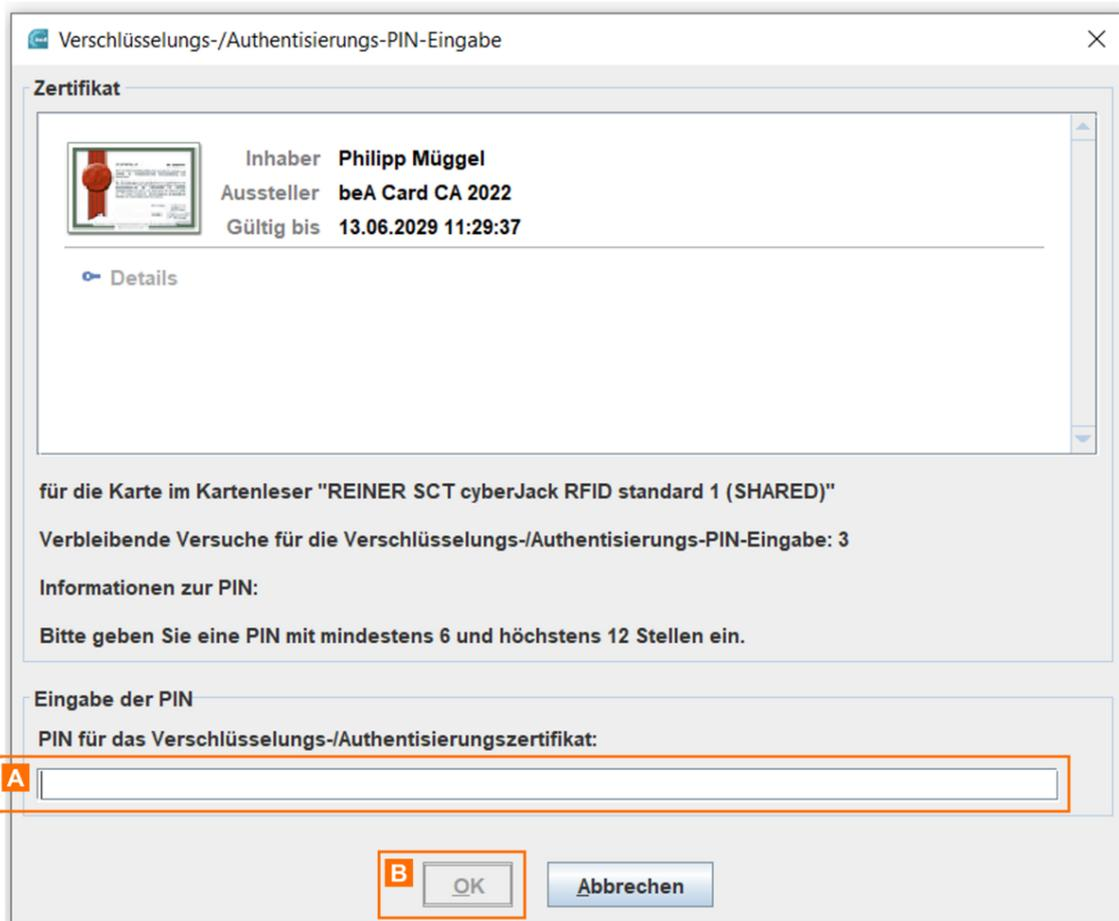 Verschlüsselungs-/Authentisierungs-PIN-Eingabe
Zertifikat
Inhaber Philipp Müggel
Aussteller beA Card CA 2022
Gültig bis 13.06.2029 11:29:37
Details
für die Karte im Kartenleser "REINER SCT cyberJack RFID standard 1 (SHARED)"
Verbleibende Versuche für die Verschlüsselungs-/Authentisierungs-PIN-Eingabe: 3
Informationen zur PIN:
Bitte geben Sie eine PIN mit mindestens 6 und höchstens 12 Stellen ein.
Eingabe der PIN
PIN für das Verschlüsselungs-/Authentisierungszertifikat:
A
B OK Abbrechen